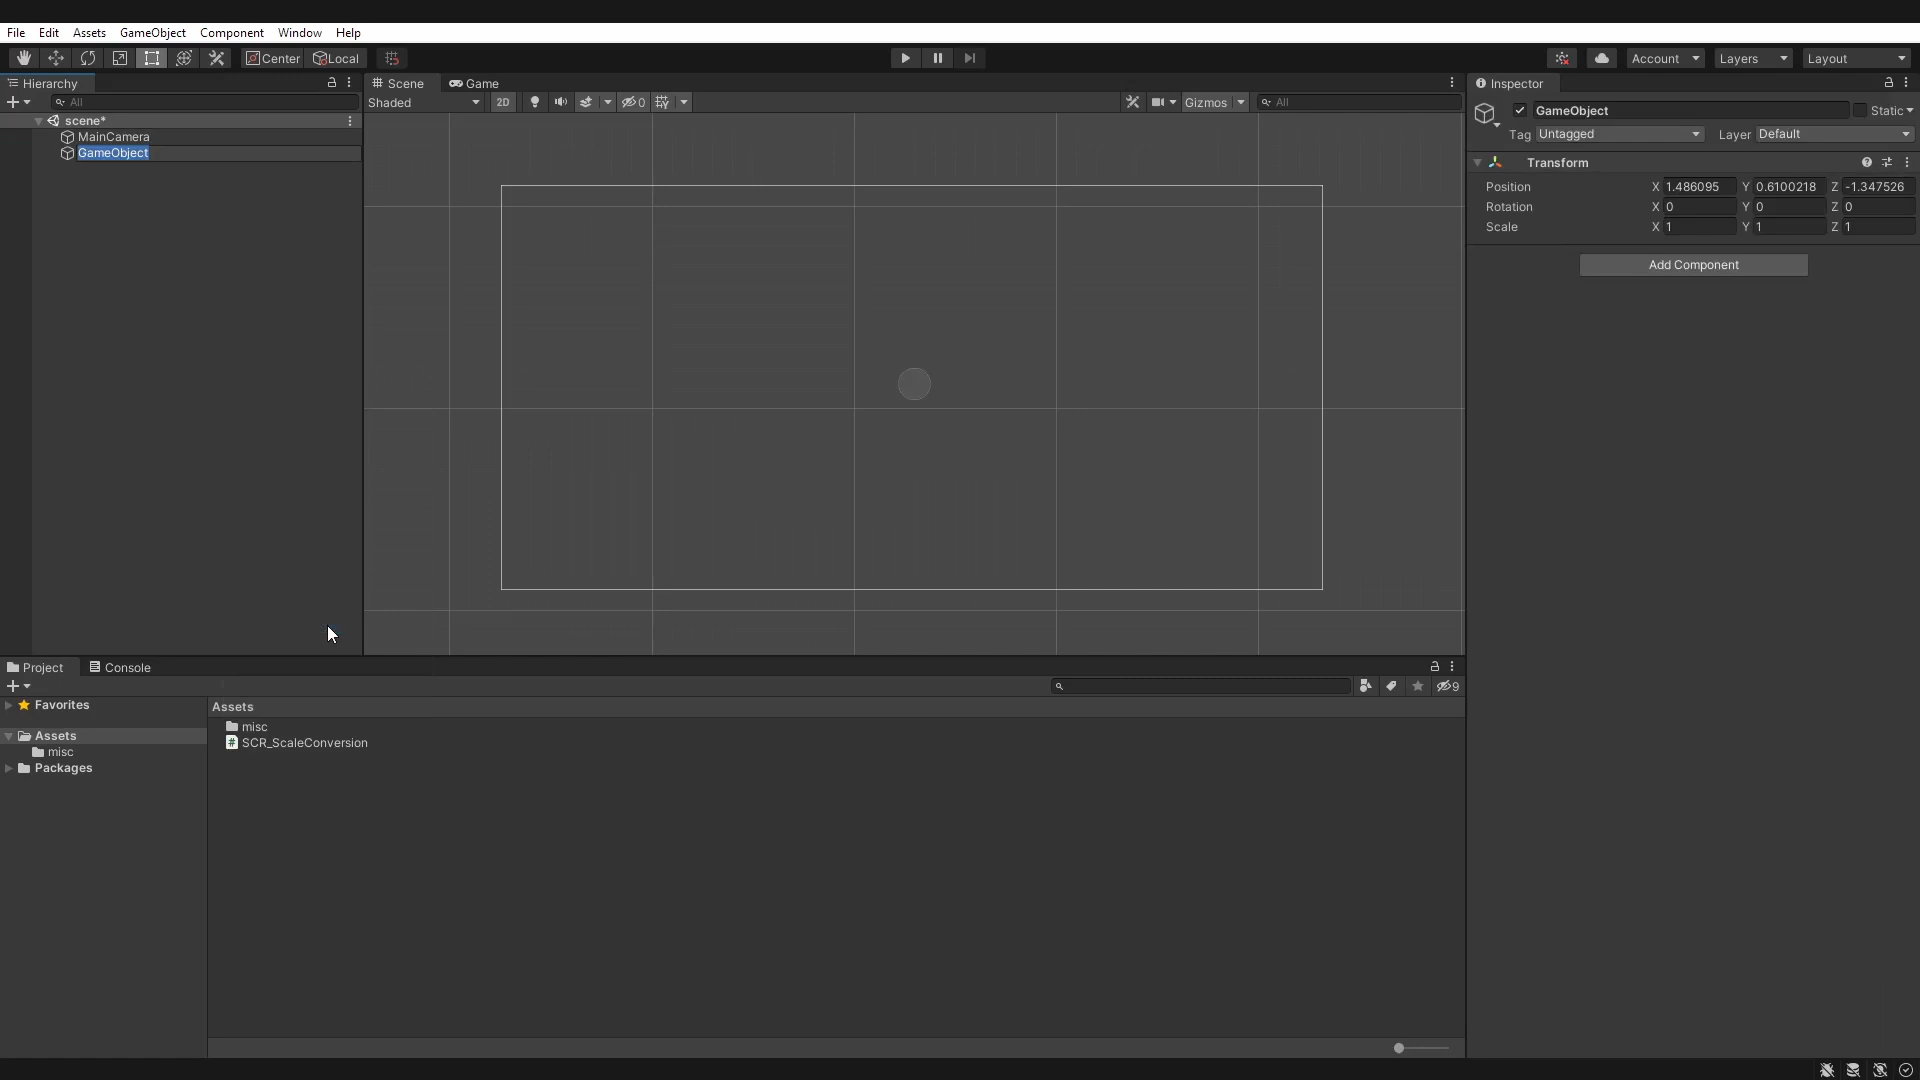 File Edit Assets GameObject Component Window Help
Center Local Account Layers Layout
Hierarchy
All
scene*
MainCamera
GameObject
Scene Game
Shaded 2D 0 Gizmos All
Inspector
GameObject Static
Tag Untagged Layer Default
Transform
Position X 1.486095 Y 0.6100218 Z -1.347526
Rotation X 0 Y 0 Z 0
Scale X 1 Y 1 Z 1
Add Component
Project Console
9
Favorites
Assets
misc
Packages
Assets
misc
SCR_ScaleConversion